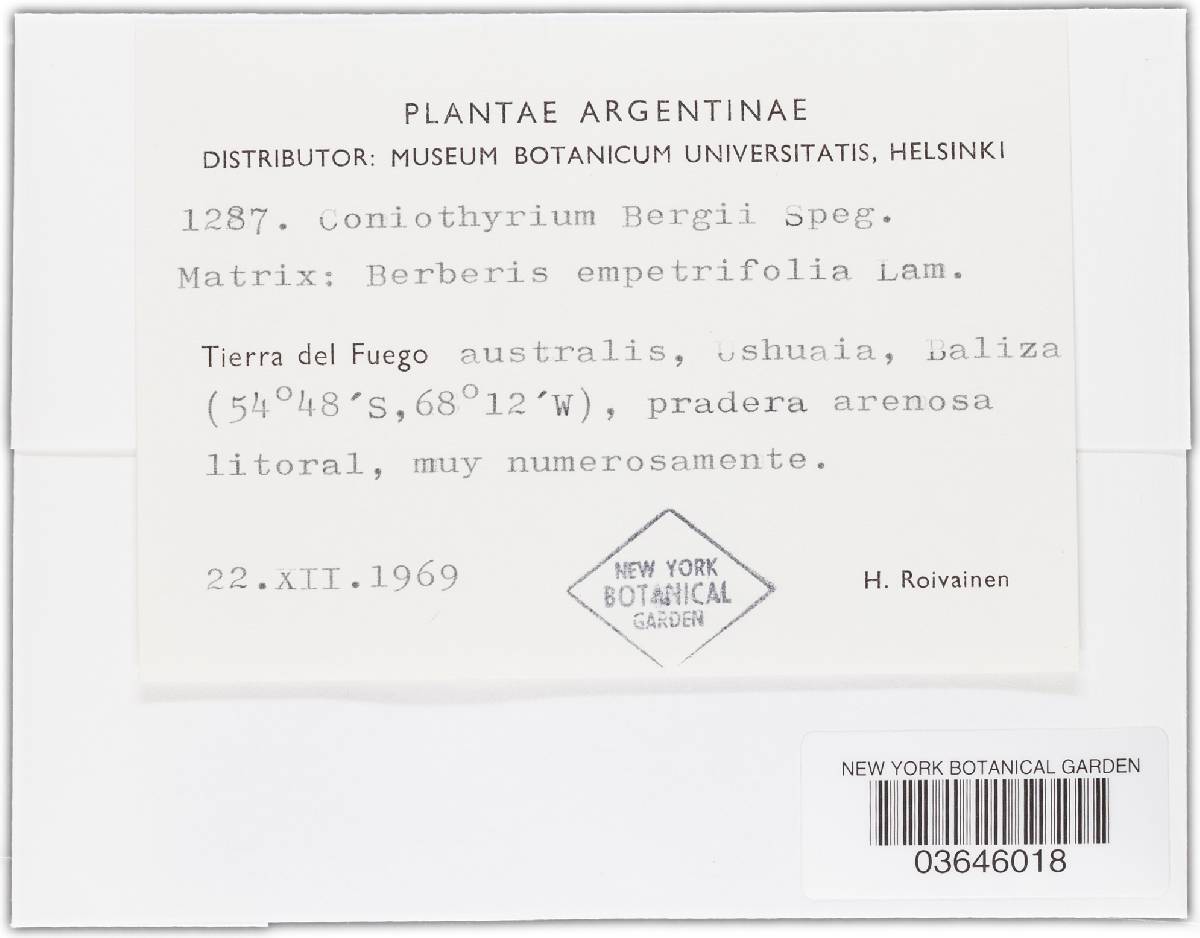 PLANTAE ARGENTINAE
DISTRIBUTOR: MUSEUM BOTANICUM UNIVERSITATIS, HELSINKI
1287. Coniothyrium Bergii Speg.
Matrix: Berberis empetrifolia Lam.
Tierra del Fuego australis, Ushuaia, Baliza
(54°48´S,68°12´W), pradera arenosa
litoral, muy numerosamente.
22.XII.1969
H. Roivainen
NEW YORK
BOTANICAL
GARDEN
NEW YORK BOTANICAL GARDEN
03646018